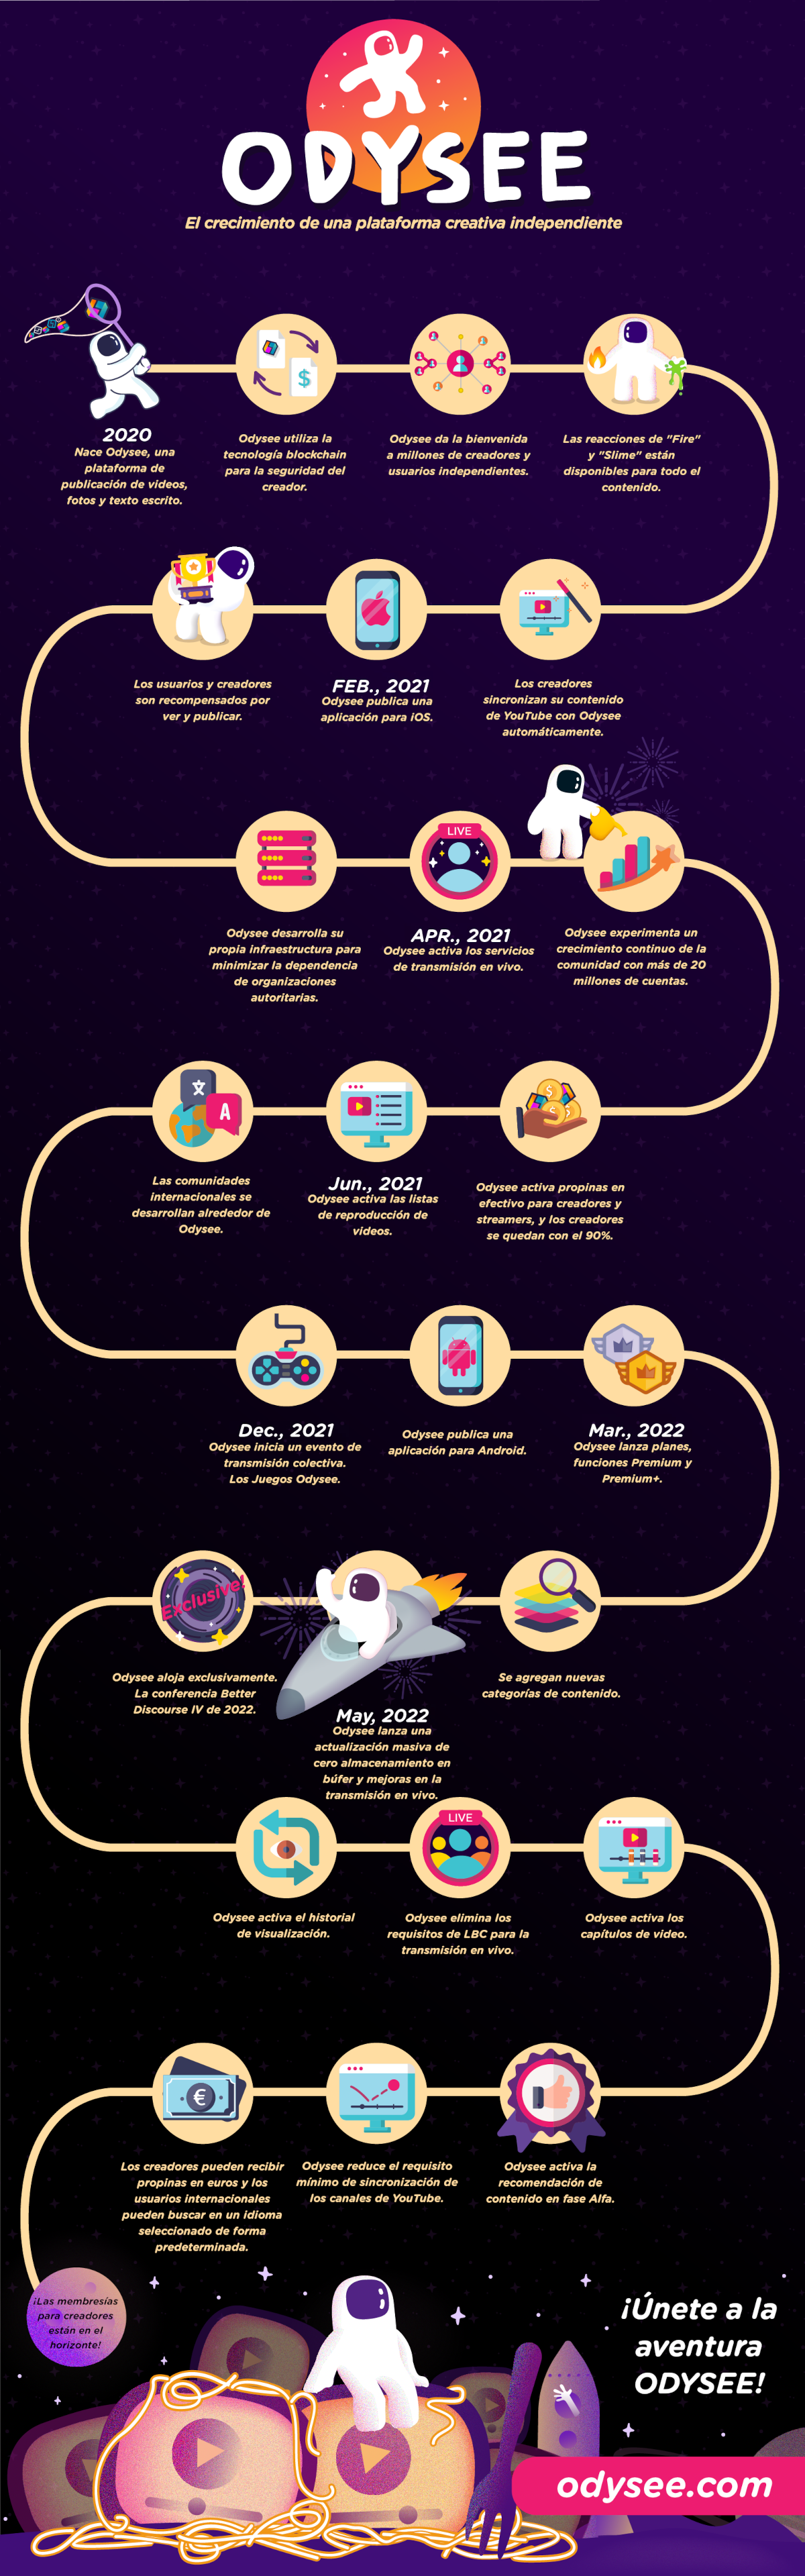 ODYSEE
El crecimiento de una plataforma creativa independiente
$
2020
Nace Odysee, una
plataforma de
publicación de videos,
fotos y texto escrito.
Odysee utiliza la
tecnología blockchain
para la seguridad del
creador.
Odysee da la bienvenida
a millones de creadores y
usuarios independientes.
Las reacciones de "Fire"
y "Slime" están
disponibles para todo el
contenido.
Los creadores
sincronizan su contenido
de YouTube con Odysee
automáticamente.
FEB., 2021
Odysee publica una
aplicación para iOS.
Los usuarios y creadores
son recompensados por
ver y publicar.
Odysee desarrolla su
propia infraestructura para
minimizar la dependencia
de organizaciones
autoritarias.
LIVE
APR., 2021
Odysee activa los servicios
de transmisión en vivo.
Odysee experimenta un
crecimiento continuo de la
comunidad con más de 20
millones de cuentas.
$
$
$
Odysee activa propinas en
efectivo para creadores y
streamers, y los creadores
se quedan con el 90%.
Jun., 2021
Odysee activa las listas
de reproducción de
videos.
文
A
Las comunidades
internacionales se
desarrollan alrededor de
Odysee.
Dec., 2021
Odysee inicia un evento de
transmisión colectiva.
Los Juegos Odysee.
Odysee publica una
aplicación para Android.
Mar., 2022
Odysee lanza planes,
funciones Premium y
Premium+.
Se agregan nuevas
categorías de contenido.
May, 2022
Odysee lanza una
actualización masiva de
cero almacenamiento en
búfer y mejoras en la
transmisión en vivo.
Exclusive!
Odysee aloja exclusivamente.
La conferencia Better
Discourse IV de 2022.
Odysee activa el historial
de visualización.
LIVE
Odysee elimina los
requisitos de LBC para la
transmisión en vivo.
Odysee activa los
capítulos de video.
Odysee activa la
recomendación de
contenido en fase Alfa.
Odysee reduce el requisito
mínimo de sincronización de
los canales de YouTube.
€
Los creadores pueden recibir
propinas en euros y los
usuarios internacionales
pueden buscar en un idioma
seleccionado de forma
predeterminada.
¡Las membresías
para creadores
están en el
horizonte!
¡Únete a la
aventura
ODYSEE!
odysee.com